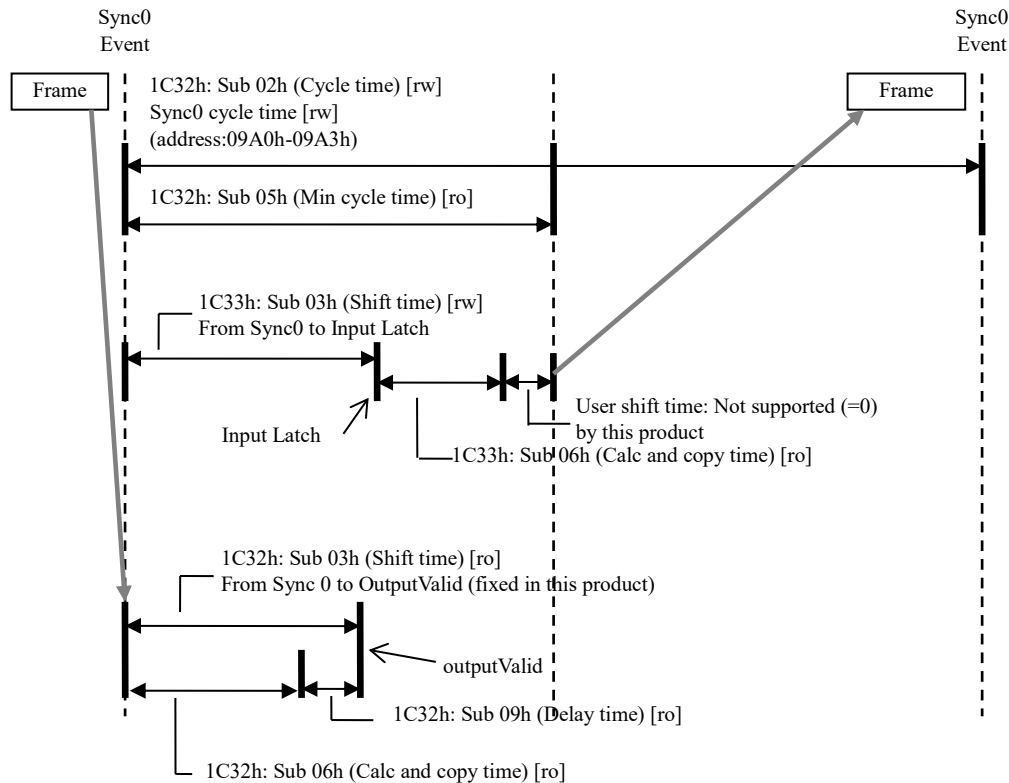 Sync0
Event
Sync0
Event
Frame
Frame
1C32h: Sub 02h (Cycle time) [rw]
Sync0 cycle time [rw]
(address:09A0h-09A3h)
1C32h: Sub 05h (Min cycle time) [ro]
1C33h: Sub 03h (Shift time) [rw]
From Sync0 to Input Latch
Input Latch
User shift time: Not supported (=0)
by this product
1C33h: Sub 06h (Calc and copy time) [ro]
1C32h: Sub 03h (Shift time) [ro]
From Sync 0 to OutputValid (fixed in this product)
outputValid
1C32h: Sub 09h (Delay time) [ro]
1C32h: Sub 06h (Calc and copy time) [ro]